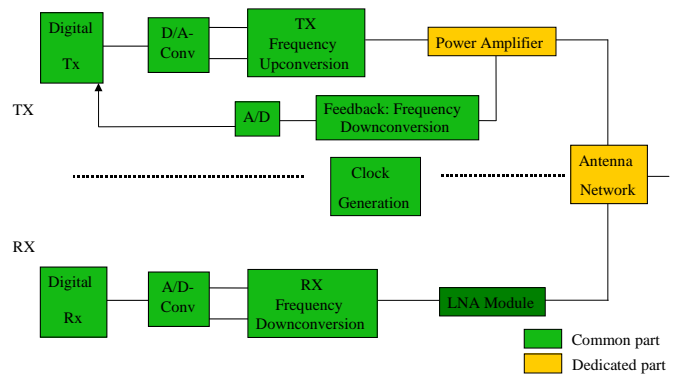 Digital
Tx
D/A-
Conv
TX
Frequency
Upconversion
Power Amplifier
TX
A/D
Feedback: Frequency
Downconversion
Clock
Generation
Antenna
Network
RX
Digital
Rx
A/D-
Conv
RX
Frequency
Downconversion
LNA Module
Common part
Dedicated part